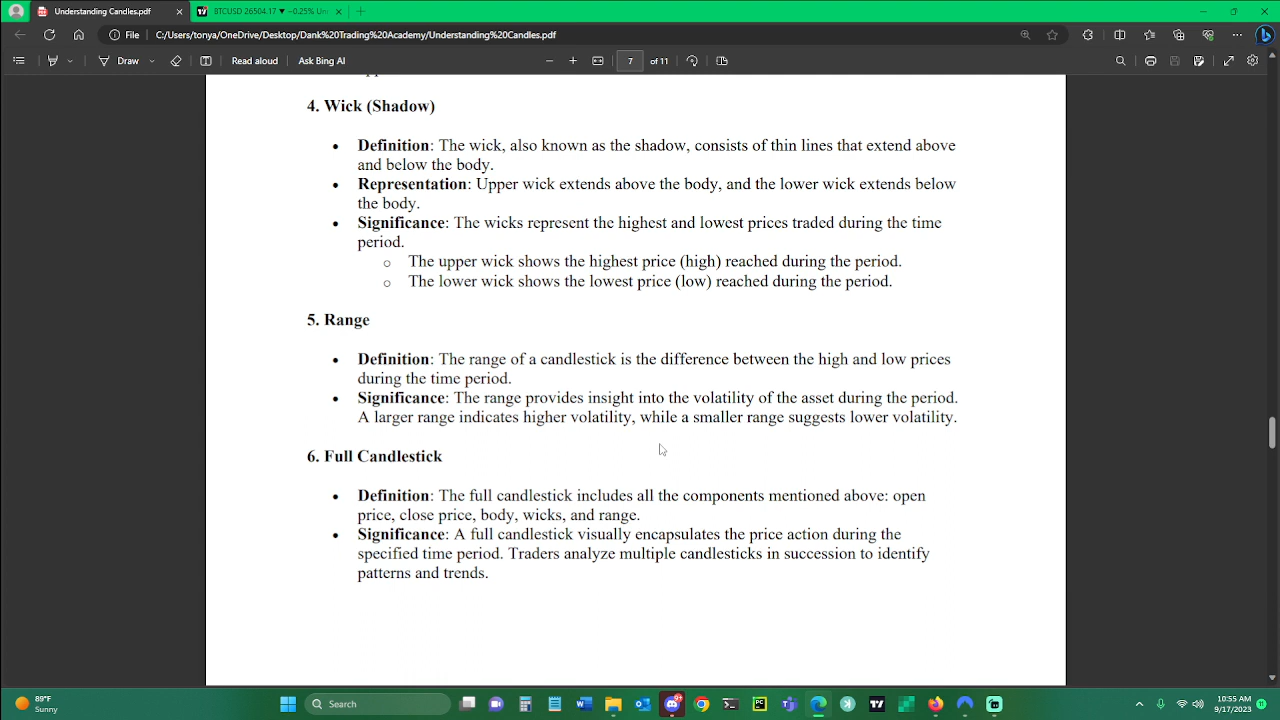 Understanding Candles.pdf
BTCUSD 26504.17 ▼ −0.25% Un
File
C:/Users/tonya/OneDrive/Desktop/Dank%20Trading%20Academy/Understanding%20Candles.pdf
Draw
Read aloud
Ask Bing AI
7
of 11
4. Wick (Shadow)
• Definition: The wick, also known as the shadow, consists of thin lines that extend above
and below the body.
• Representation: Upper wick extends above the body, and the lower wick extends below
the body.
• Significance: The wicks represent the highest and lowest prices traded during the time
period.
o The upper wick shows the highest price (high) reached during the period.
o The lower wick shows the lowest price (low) reached during the period.
5. Range
• Definition: The range of a candlestick is the difference between the high and low prices
during the time period.
• Significance: The range provides insight into the volatility of the asset during the period.
A larger range indicates higher volatility, while a smaller range suggests lower volatility.
6. Full Candlestick
• Definition: The full candlestick includes all the components mentioned above: open
price, close price, body, wicks, and range.
• Significance: A full candlestick visually encapsulates the price action during the
specified time period. Traders analyze multiple candlesticks in succession to identify
patterns and trends.
89°F
Sunny
Search
10:55 AM
9/17/2023